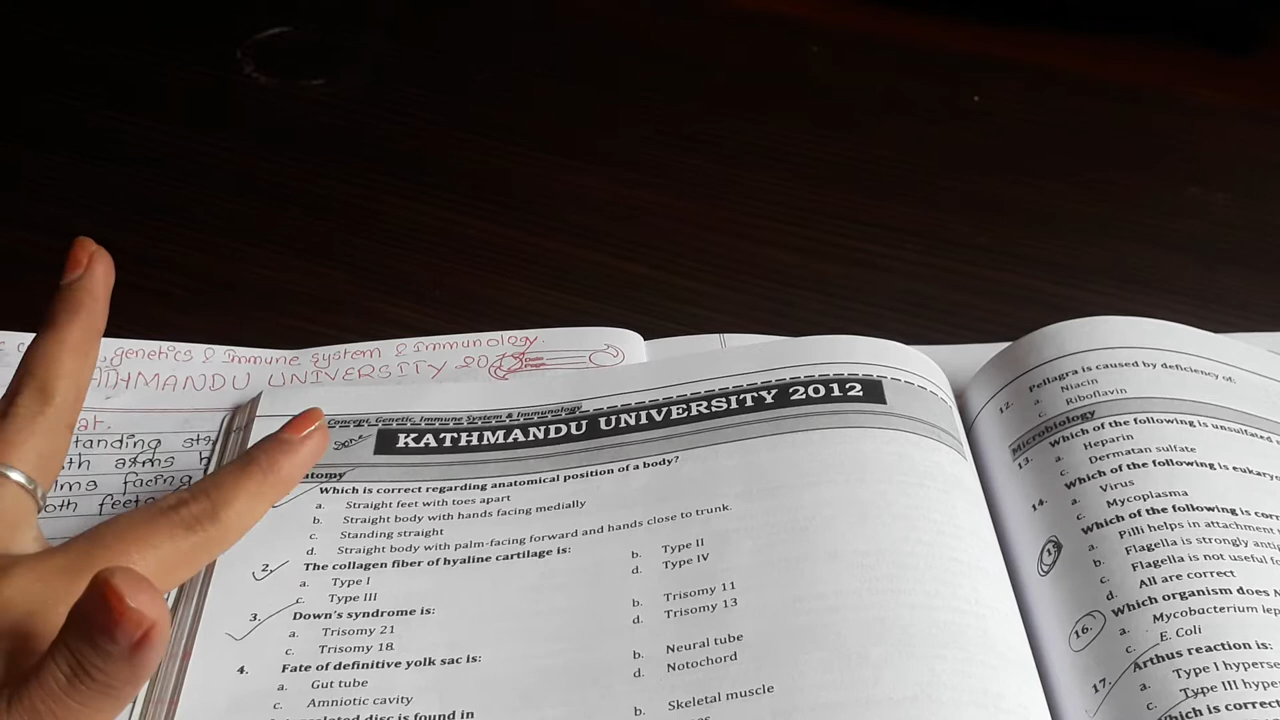 genetics & Immune system & Immunology.
KATHMANDU UNIVERSITY
standing
arms
facing
both feet
Concept, Genetic, Immune System & Immunology
done
KATHMANDU UNIVERSITY 2012
Which is correct regarding anatomical position of a body?
a. Straight feet with toes apart
b. Straight body with hands facing medially
c. Standing straight
d. Straight body with palm-facing forward and hands close to trunk.
2. The collagen fiber of hyaline cartilage is:
a. Type I
b. Type II
c. Type III
d. Type IV
3. Down's syndrome is:
a. Trisomy 21
b. Trisomy 11
c. Trisomy 18
d. Trisomy 13
4. Fate of definitive yolk sac is:
a. Gut tube
b. Neural tube
c. Amniotic cavity
d. Notochord
disc is found in
b. Skeletal muscle
12. Pellagra is caused by deficiency of:
a. Niacin
c. Riboflavin
Microbiology
13. Which of the following is unsulfated
a. Heparin
c. Dermatan sulfate
14. Which of the following is eukary
a. Virus
c. Mycoplasma
15. Which of the following is corr
a. Pilli helps in attachment
b. Flagella is strongly anti
c. Flagella is not useful fo
d. All are correct
16. Which organism does
a. Mycobacterium lep
c. E. Coli
17. Arthus reaction is:
a. Type I hyperse
c. Type III hype
Which is correct